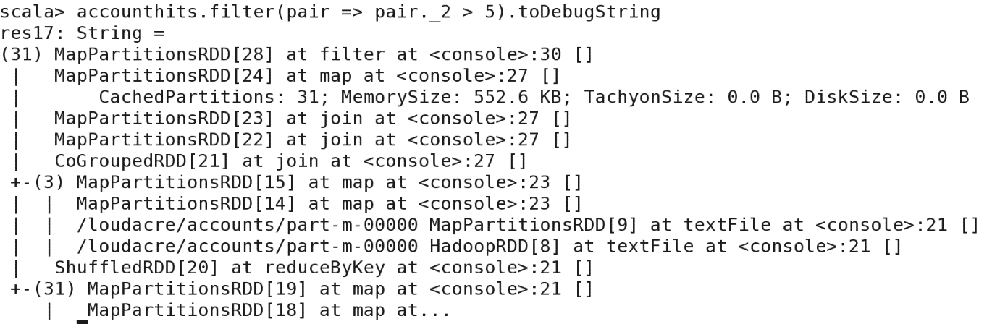 scala> accounthits.filter(pair => pair._2 > 5).toDebugString
res17: String =
(31) MapPartitionsRDD[28] at filter at <console>:30 []
 |   MapPartitionsRDD[24] at map at <console>:27 []
 |       CachedPartitions: 31; MemorySize: 552.6 KB; TachyonSize: 0.0 B; DiskSize: 0.0 B
 |   MapPartitionsRDD[23] at join at <console>:27 []
 |   MapPartitionsRDD[22] at join at <console>:27 []
 |   CoGroupedRDD[21] at join at <console>:27 []
 +-(3) MapPartitionsRDD[15] at map at <console>:23 []
 |  |  MapPartitionsRDD[14] at map at <console>:23 []
 |  |  /loudacre/accounts/part-m-00000 MapPartitionsRDD[9] at textFile at <console>:21 []
 |  |  /loudacre/accounts/part-m-00000 HadoopRDD[8] at textFile at <console>:21 []
 |   ShuffledRDD[20] at reduceByKey at <console>:21 []
 +-(31) MapPartitionsRDD[19] at map at <console>:21 []
    |   MapPartitionsRDD[18] at map at...